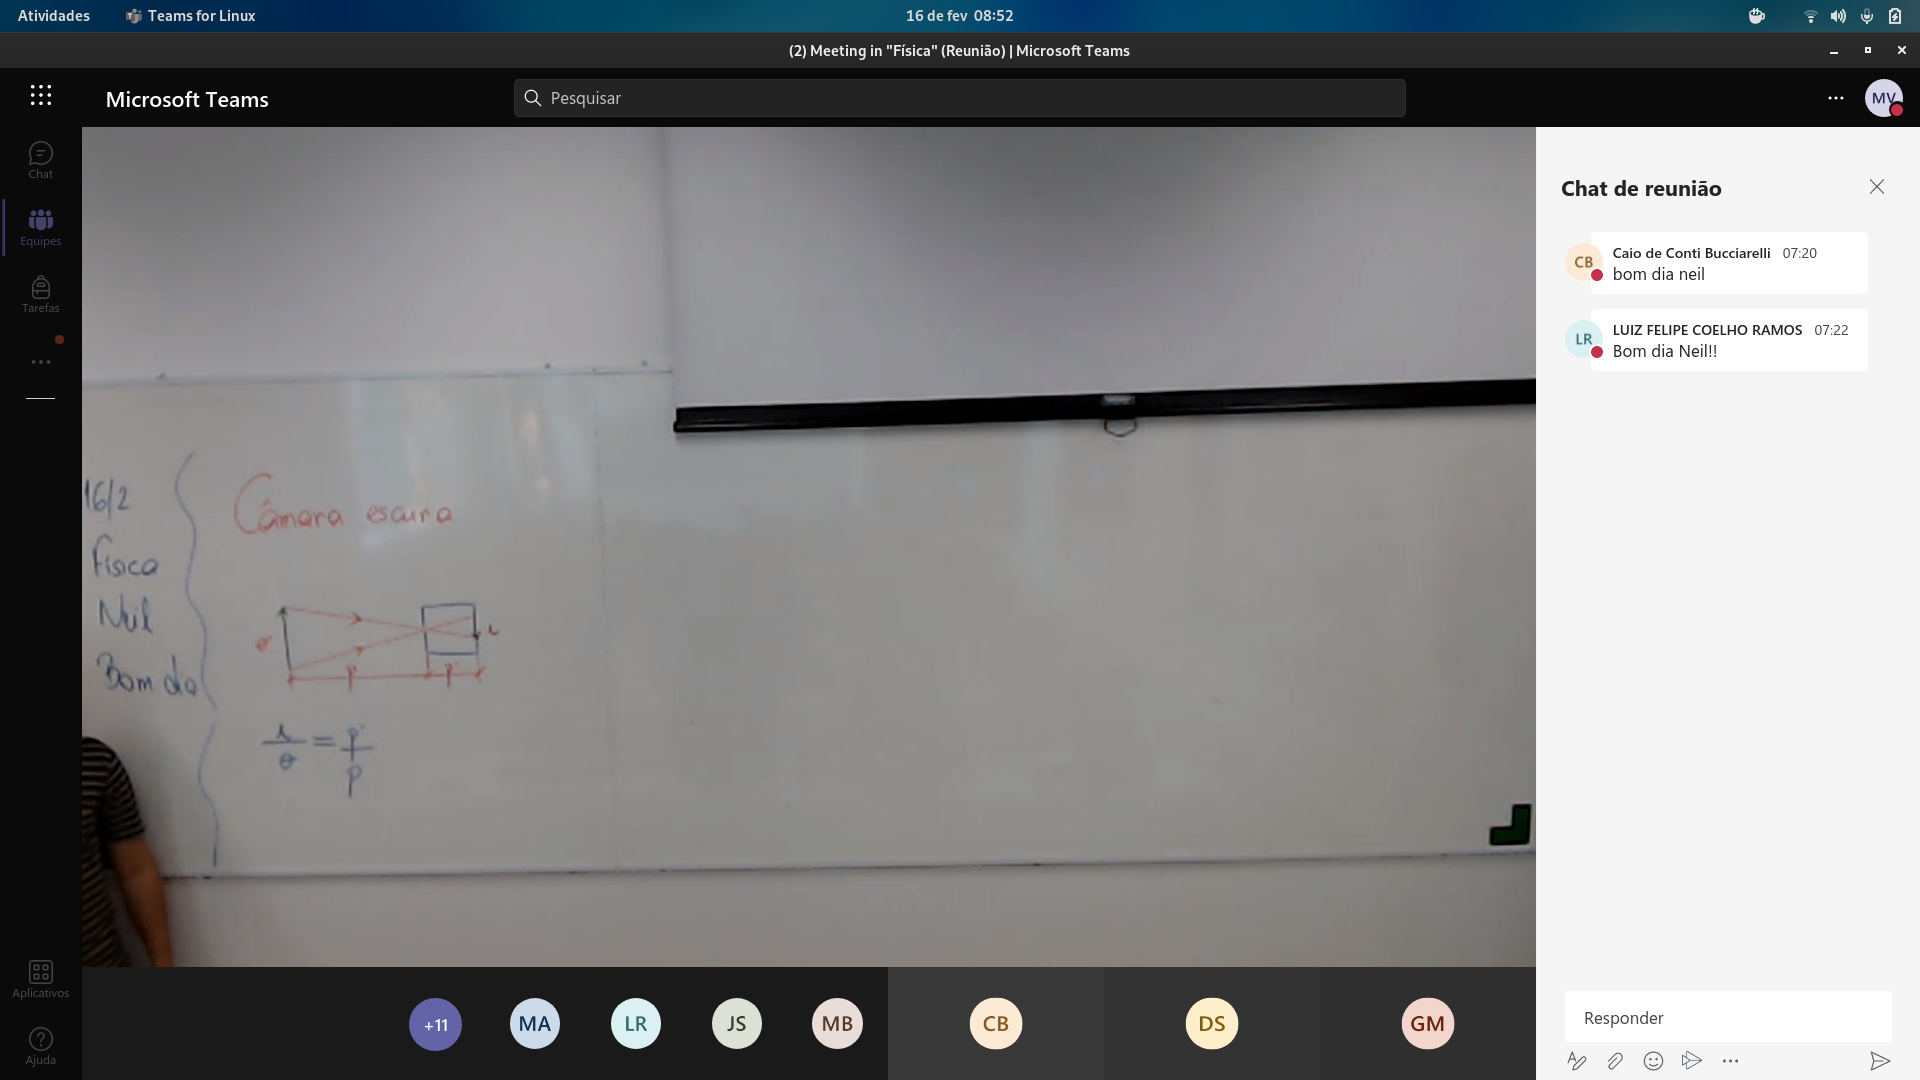 Atividades
Teams for Linux
16 de fev 08:52
(2) Meeting in "Física" (Reunião) | Microsoft Teams
Microsoft Teams
Pesquisar
MV
Chat
Equipes
Tarefas
Aplicativos
Ajuda
16/2
Física
Neil
Bom dia
Câmara escura
o
i
p
p'
i/o = p'/p
+11
MA
LR
JS
MB
CB
DS
GM
Chat de reunião
CB
Caio de Conti Bucciarelli 07:20
bom dia neil
LR
LUIZ FELIPE COELHO RAMOS 07:22
Bom dia Neil!!
Responder